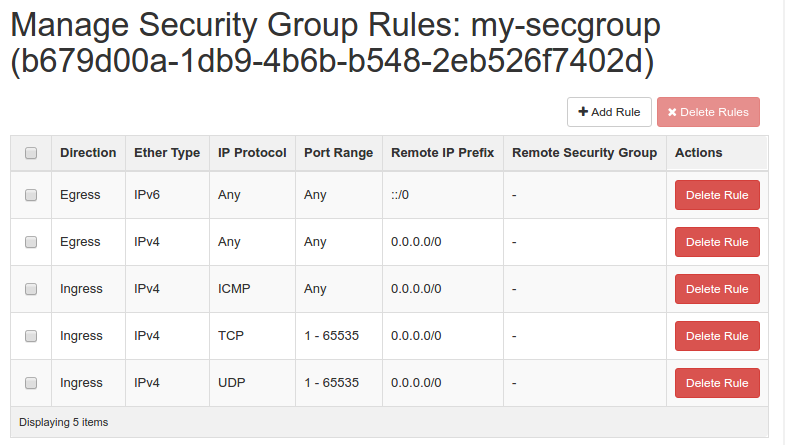 Manage Security Group Rules: my-secgroup
(b679d00a-1db9-4b6b-b548-2eb526f7402d)
+ Add Rule × Delete Rules
Direction Ether Type IP Protocol Port Range Remote IP Prefix Remote Security Group Actions
Egress IPv6 Any Any ::/0 - Delete Rule
Egress IPv4 Any Any 0.0.0.0/0 - Delete Rule
Ingress IPv4 ICMP Any 0.0.0.0/0 - Delete Rule
Ingress IPv4 TCP 1 - 65535 0.0.0.0/0 - Delete Rule
Ingress IPv4 UDP 1 - 65535 0.0.0.0/0 - Delete Rule
Displaying 5 items